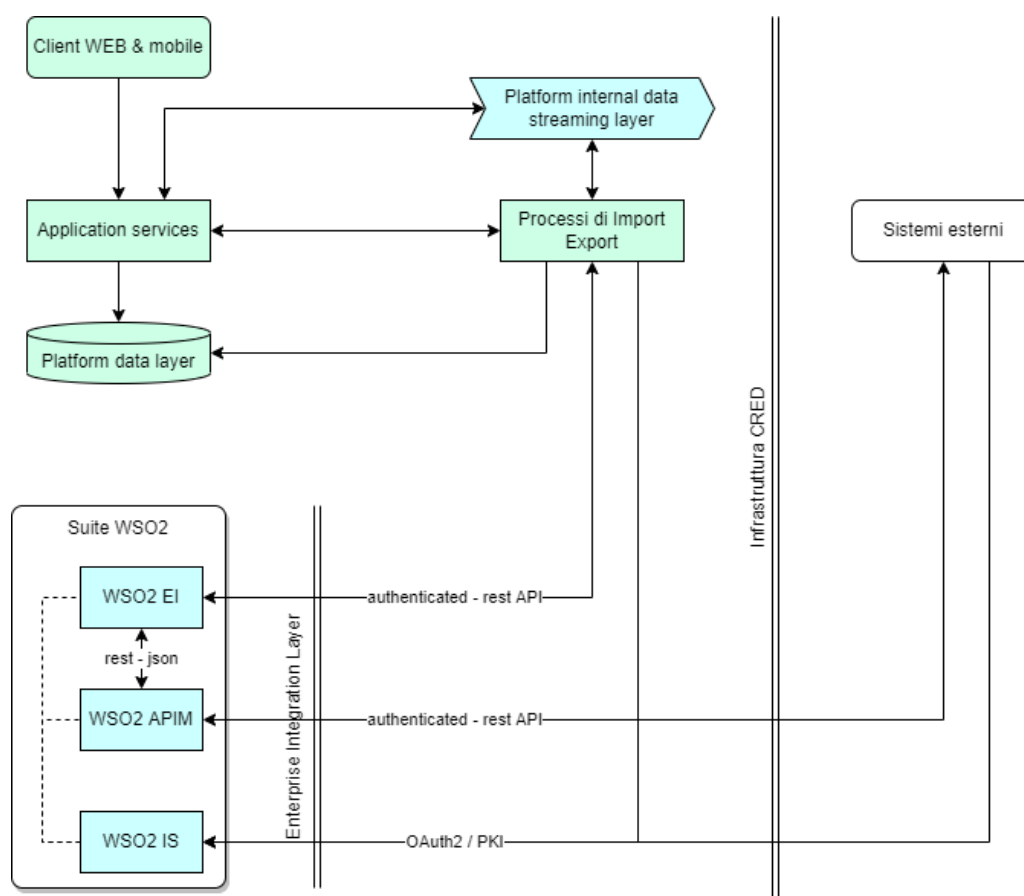 Client WEB & mobile
Platform internal data
streaming layer
Application services
Processi di Import
Export
Sistemi esterni
Platform data layer
Infrastruttura CRED
Suite WSO2
WSO2 EI
authenticated - rest API
rest - json
Enterprise Integration Layer
WSO2 APIM
authenticated - rest API
WSO2 IS
OAuth2 / PKI